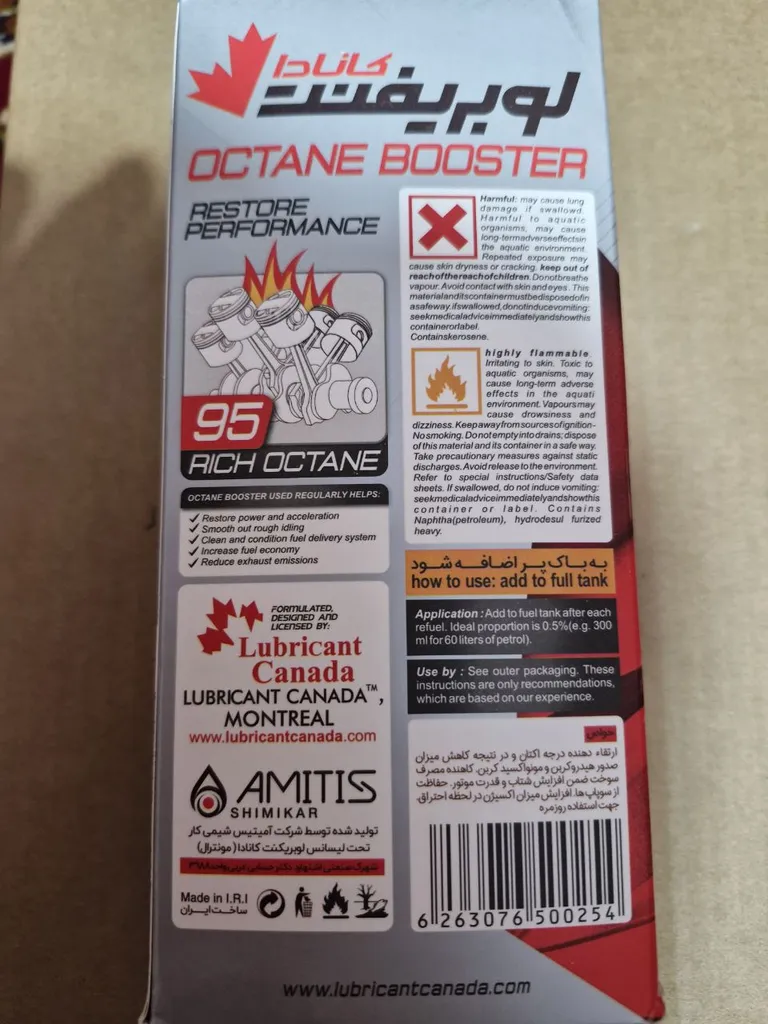 کانادا
لوبریفنت
OCTANE BOOSTER
RESTORE
PERFORMANCE
95
RICH OCTANE
OCTANE BOOSTER USED REGULARLY HELPS:
✓ Restore power and acceleration
✓ Smooth out rough idling
✓ Clean and condition fuel delivery system
✓ Increase fuel economy
✓ Reduce exhaust emissions
FORMULATED,
DESIGNED AND
LICENSED BY:
Lubricant
Canada
LUBRICANT CANADA™,
MONTREAL
www.lubricantcanada.com
AMITIS
SHIMIKAR
تولید شده توسط شرکت آمیتیس شیمی کار
تحت لیسانس لوبریکنت کانادا ( مونترال )
Made in I.R.I
ساخت ایران
Harmful: may cause lung
damage if swallowd.
Harmful to aquatic
organisms, may cause
long-termadverseeffectsin
the aquatic environment.
Repeated exposure may
cause skin dryness or cracking. keep out of
reachofthereachofchildren.Donotbreathe
vapour. Avoid contact with skin and eyes . This
materialanditscontainermustbedisposedofin
asafeway.ifswallowed,donotinducevomiting:
seekmedicaladviceimmediatelyandshowthis
containerorlabel.
Containskerosene.
highly flammable.
Irritating to skin. Toxic to
aquatic organisms, may
cause long-term adverse
effects in the aquati
environment. Vapoursmay
cause drowsiness and
dizziness. Keepawayfromsourcesofignition-
Nosmoking. Donotemptyintodrains; dispose
of this material and its container in a safe way.
Take precautionary measures against static
discharges. Avoid release to the environment.
Refer to special instructions/Safety data
sheets. If swallowed, do not induce vomiting:
seekmedicaladviceimmediatelyandshowthis
container or label. Contains
Naphtha(petroleum), hydrodesul furized
heavy.
به باک پر اضافه شود
how to use: add to full tank
Application : Add to fuel tank after each
refuel. Ideal proportion is 0.5%(e.g. 300
ml for 60 liters of petrol).
Use by : See outer packaging. These
instructions are only recommendations,
which are based on our experience.
خواص
ارتقاء دهنده درجه اکتان و در نتیجه کاهش میزان
صدور هیدروکربن و مونواکسید کربن. کاهنده مصرف
سوخت ضمن افزایش شتاب و قدرت موتور. حفاظت
از سوپاپ ها. افزایش میزان اکسیژن در لحظه احتراق.
جهت استفاده روزمره
6 263076 500254
www.lubricantcanada.com